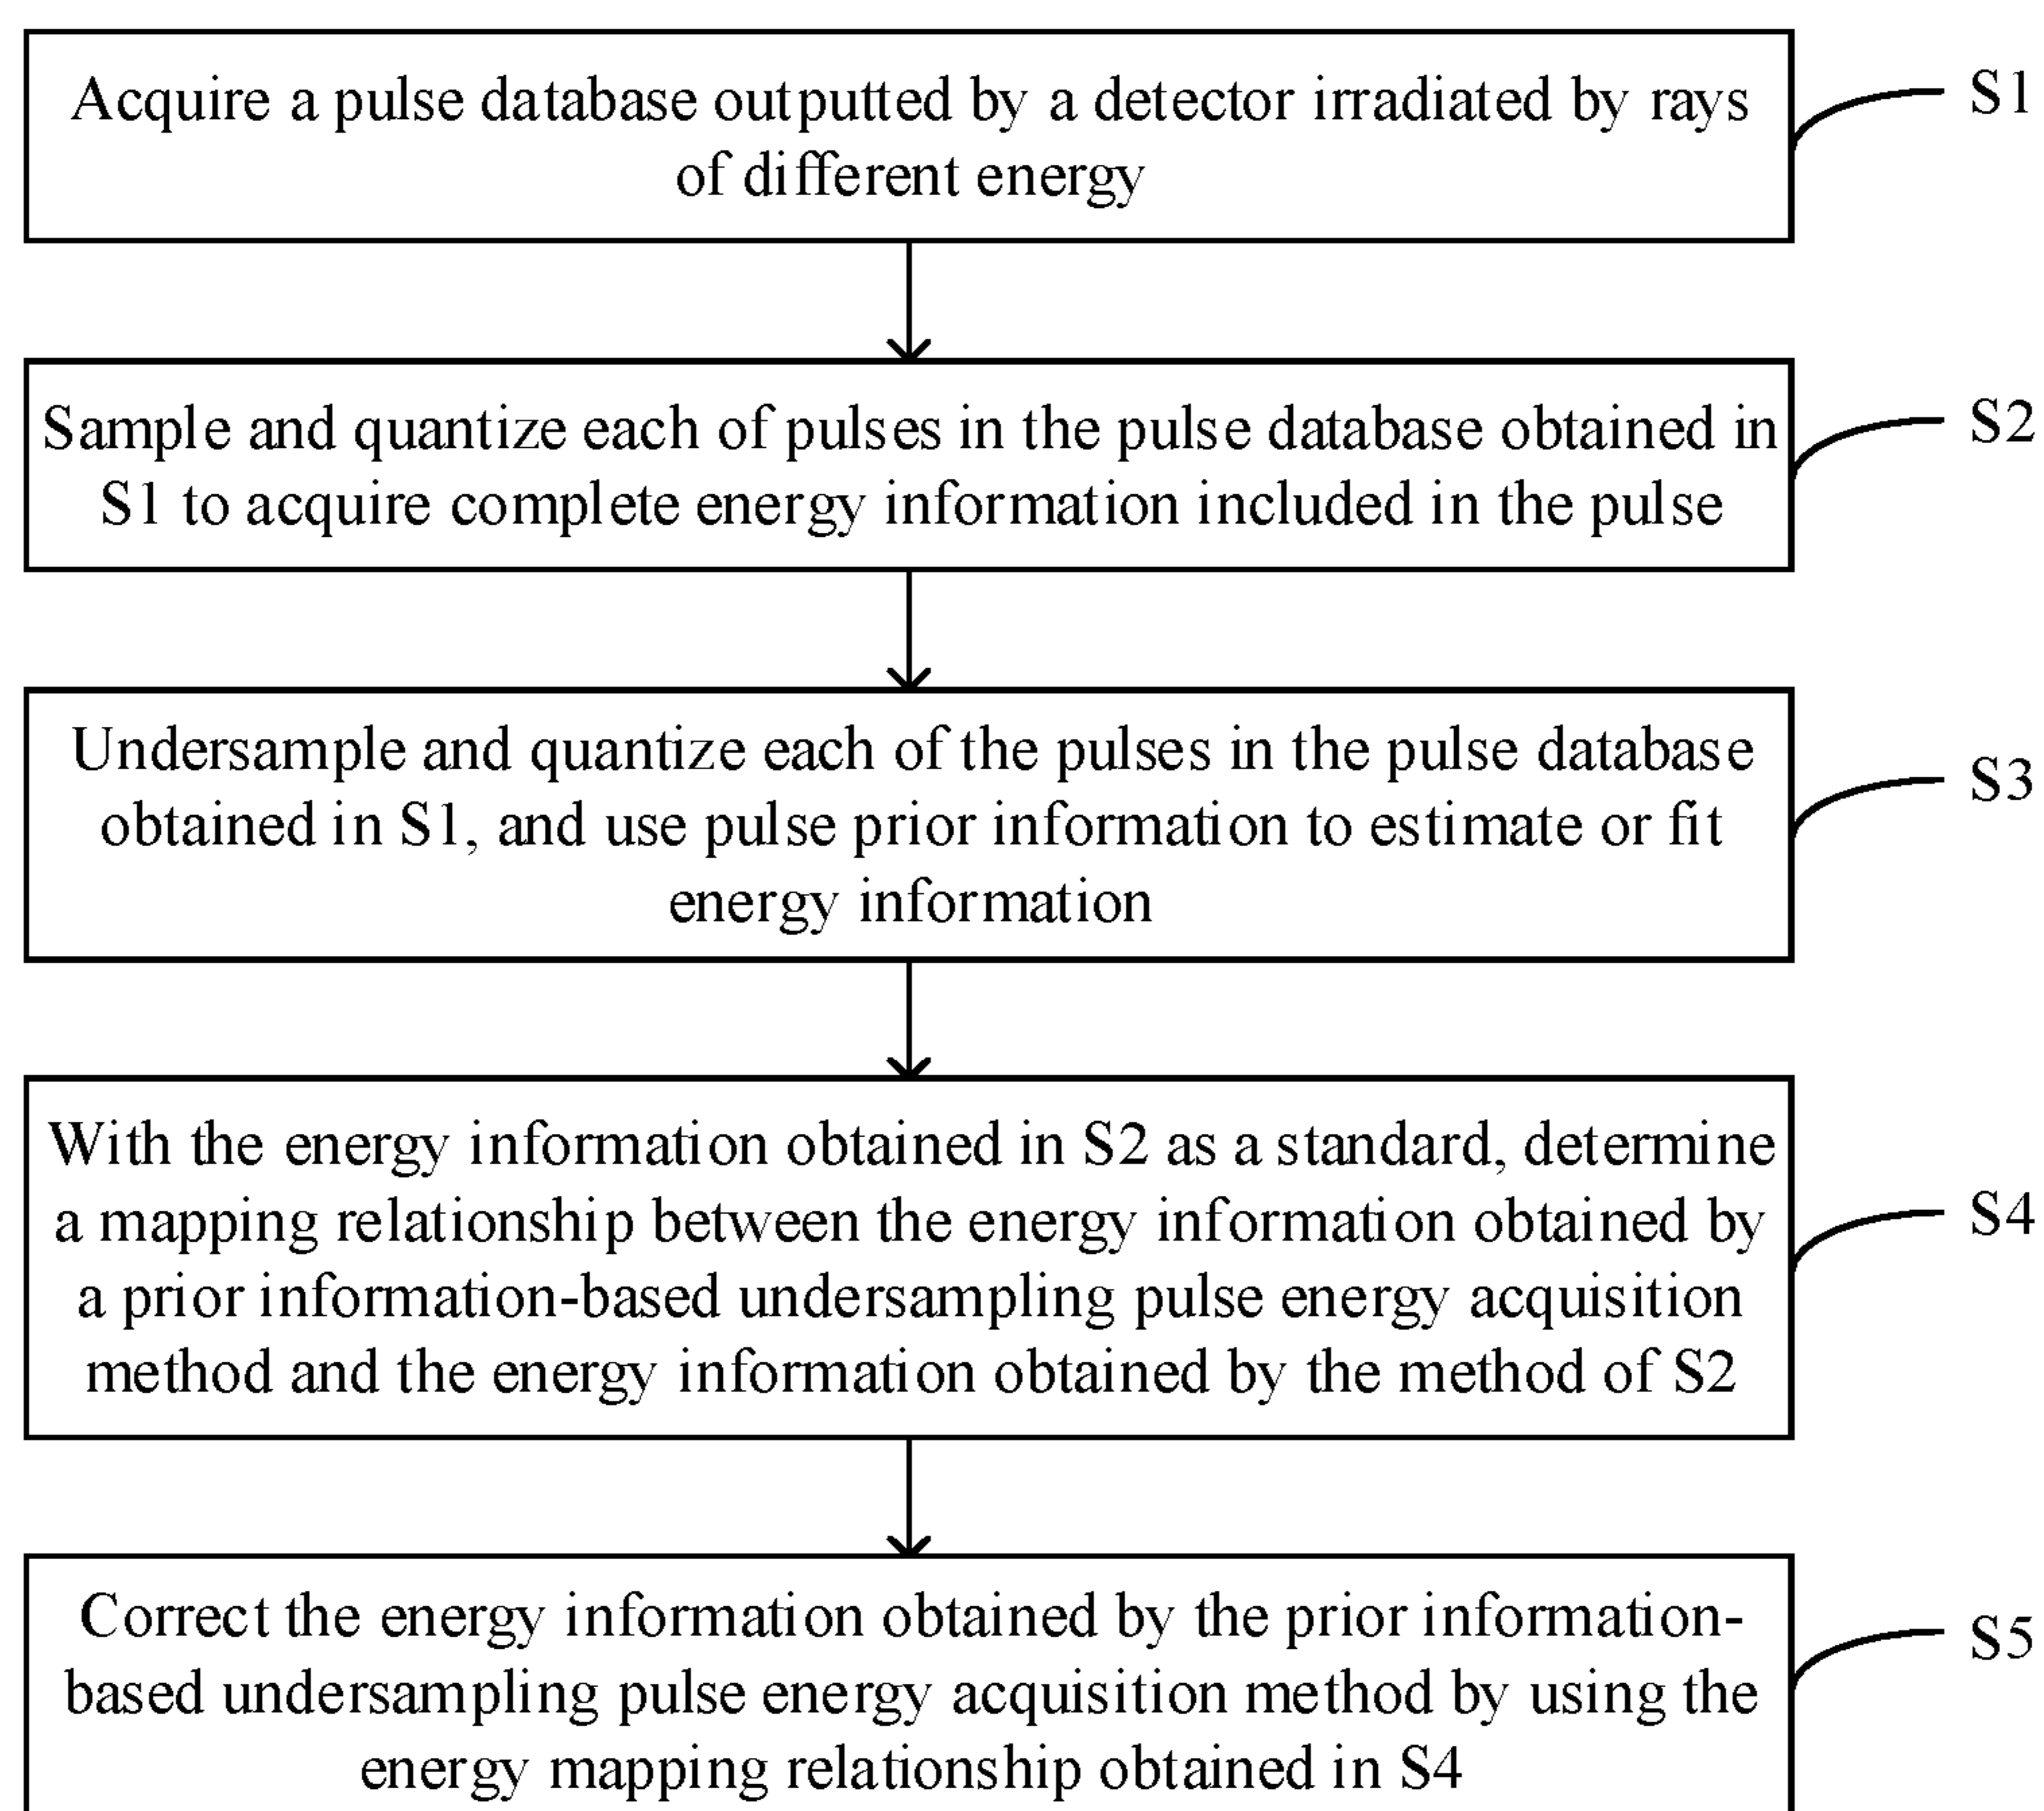 Acquire a pulse database outputted by a detector irradiated by rays
of different energy
S1
Sample and quantize each of pulses in the pulse database obtained in
S1 to acquire complete energy information included in the pulse
S2
Undersample and quantize each of the pulses in the pulse database
obtained in S1, and use pulse prior information to estimate or fit
energy information
S3
With the energy information obtained in S2 as a standard, determine
a mapping relationship between the energy information obtained by
a prior information-based undersampling pulse energy acquisition
method and the energy information obtained by the method of S2
S4
Correct the energy information obtained by the prior information-
based undersampling pulse energy acquisition method by using the
energy mapping relationship obtained in S4
S5